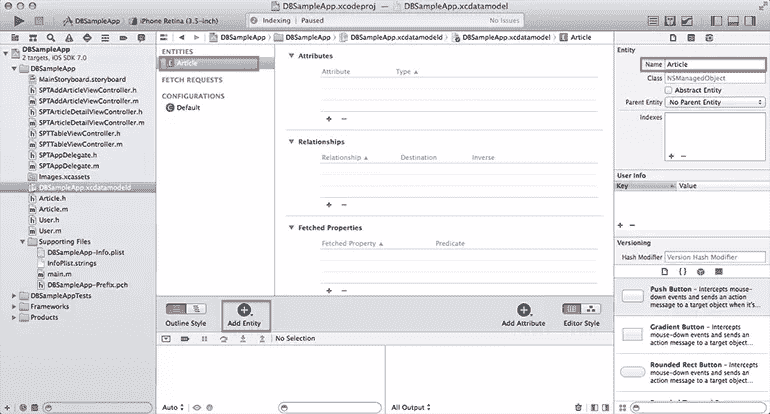 DBSampleApp.xcodeproj — DBSampleApp.xcdatamodel
DBSampleApp iPhone Retina (3.5-inch) Indexing | Paused No Issues
DBSampleApp
2 targets, iOS SDK 7.0
DBSampleApp
MainStoryboard.storyboard
SPTAddArticleViewController.h
SPTAddArticleViewController.m
SPTArticleDetailViewController.h
SPTArticleDetailViewController.m
SPTTableViewController.h
SPTTableViewController.m
SPTAppDelegate.h
SPTAppDelegate.m
Images.xcassets
DBSampleApp.xcdatamodeld
Article.h
Article.m
User.h
User.m
Supporting Files
DBSampleApp-Info.plist
InfoPlist.strings
main.m
DBSampleApp-Prefix.pch
DBSampleAppTests
Frameworks
Products
DBSampleApp DBSampleApp DBSampleApp.xcdatamodeld DBSampleApp.xcdatamodel Article
ENTITIES
Article
FETCH REQUESTS
CONFIGURATIONS
Default
Attributes
Attribute Type
Relationships
Relationship Destination Inverse
Fetched Properties
Fetched Property Predicate
Outline Style Add Entity Add Attribute Editor Style
No Selection
Auto All Output
Entity
Name Article
Class NSManagedObject
Abstract Entity
Parent Entity No Parent Entity
Indexes
User Info
Key Value
Versioning
Hash Modifier Version Hash Modifier
Push Button - Intercepts mouse-
down events and sends an
action message to a target object
when it's...
Gradient Button - Intercepts
mouse-down events and sends an
action message to a target object...
Rounded Rect Button - Intercepts
mouse-down events and sends an
action message to a target object...